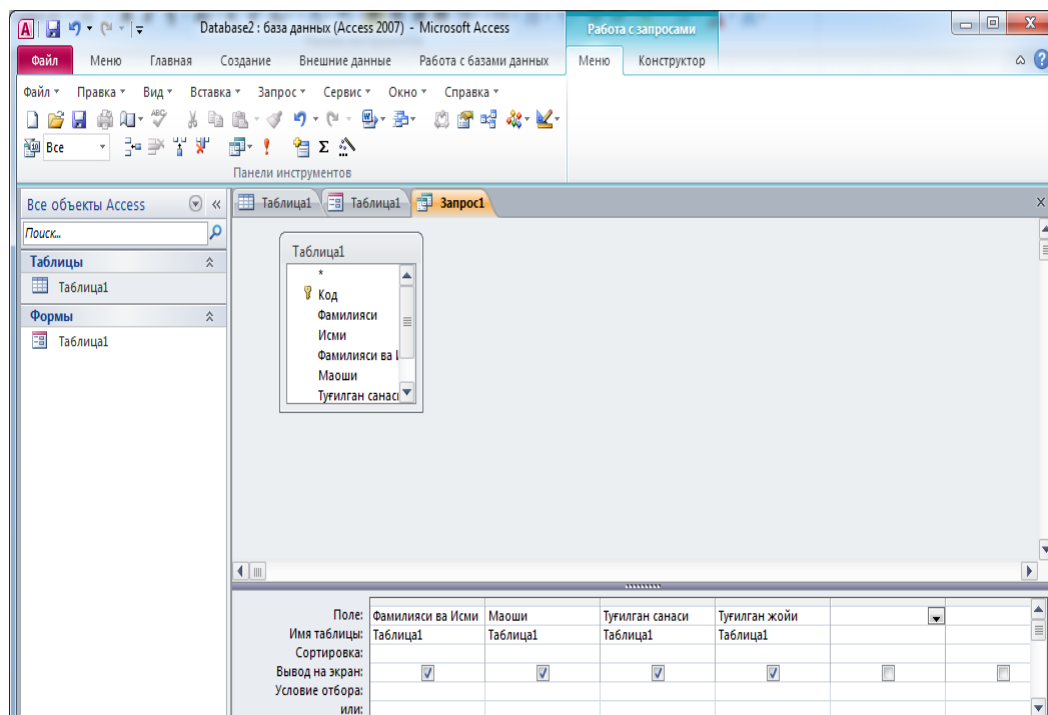 Database2 : база данных (Access 2007) - Microsoft Access
Работа с запросами
Файл Меню Главная Создание Внешние данные Работа с базами данных Меню Конструктор
Файл Правка Вид Вставка Запрос Сервис Окно Справка
Все
Панели инструментов
Все объекты Access
Таблица1 Таблица1 Запрос1
Поиск...
Таблицы
Таблица1
Формы
Таблица1
Таблица1
*
Код
Фамилияси
Исми
Фамилияси ва
Маоши
Туғилган санаси
Поле: Фамилияси ва Исми Маоши Туғилган санаси Туғилган жойи
Имя таблицы: Таблица1 Таблица1 Таблица1 Таблица1
Сортировка:
Вывод на экран:
Условие отбора:
или: